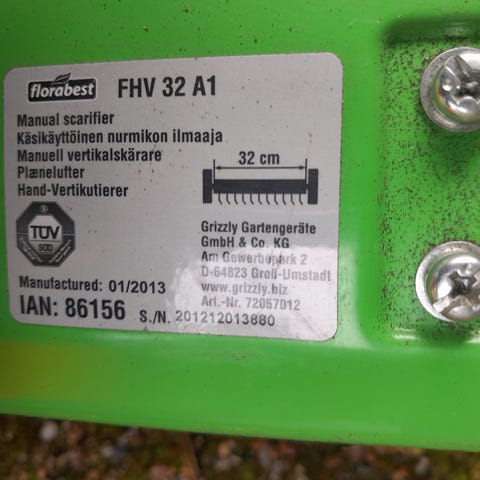 florabest FHV 32 A1
Manual scarifier
Käsikäyttöinen nurmikon ilmaaja
Manuell vertikalskärare
Plænelufter
Hand-Vertikutierer
32 cm
TÜV
SÜD
Grizzly Gartengeräte
GmbH & Co. KG
Am Gewerbepark 2
D-64823 Groß-Umstadt
www.grizzly.biz
Art.-Nr. 72057012
Manufactured: 01/2013
IAN: 86156 S./N. 201212013680